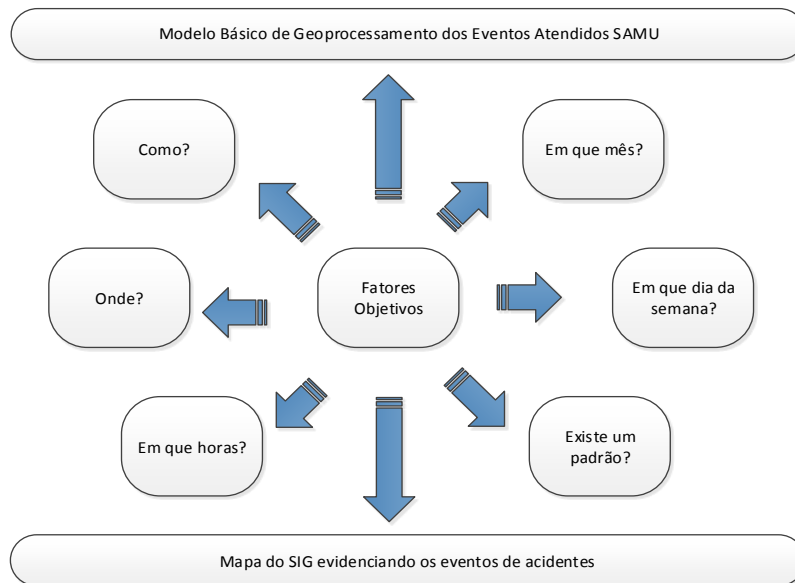 Modelo Básico de Geoprocessamento dos Eventos Atendidos SAMU
Como?
Em que mês?
Onde?
Fatores
Objetivos
Em que dia da
semana?
Em que horas?
Existe um
padrão?
Mapa do SIG evidenciando os eventos de acidentes